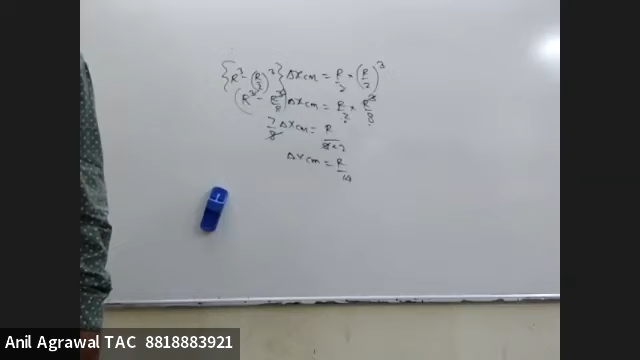 {R³ - (R/2)³} Δxcm = R/2 × (R/2)³
(R³ - R³/8) Δxcm = R/2 × R³/8
7/8 Δxcm = R/8×2
Δxcm = R/14
Anil Agrawal TAC 8818883921